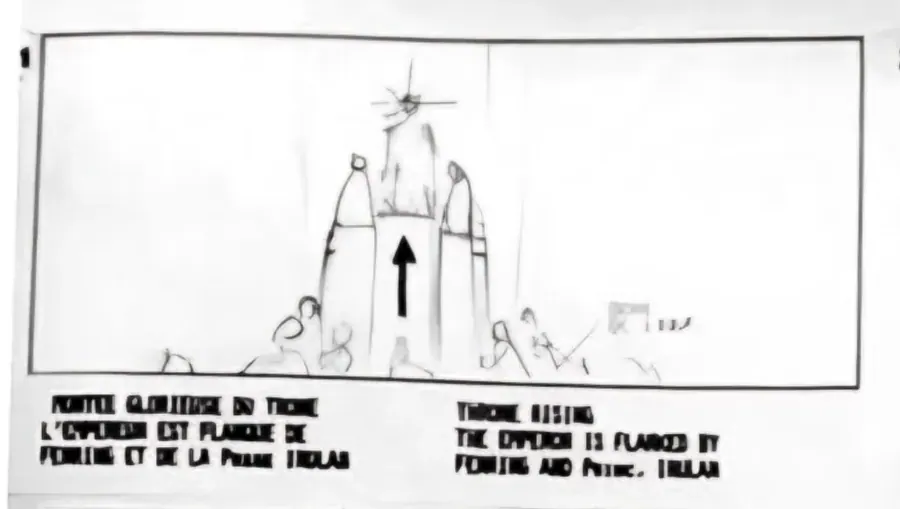 MONTEE GLORIEUSE DU TRONE
L'EMPEREUR EST FLANQUE DE
FENRING ET DE LA IRULAN
THRONE RISING
THE EMPEROR IS FLANKED BY
FENRING AND IRULAN